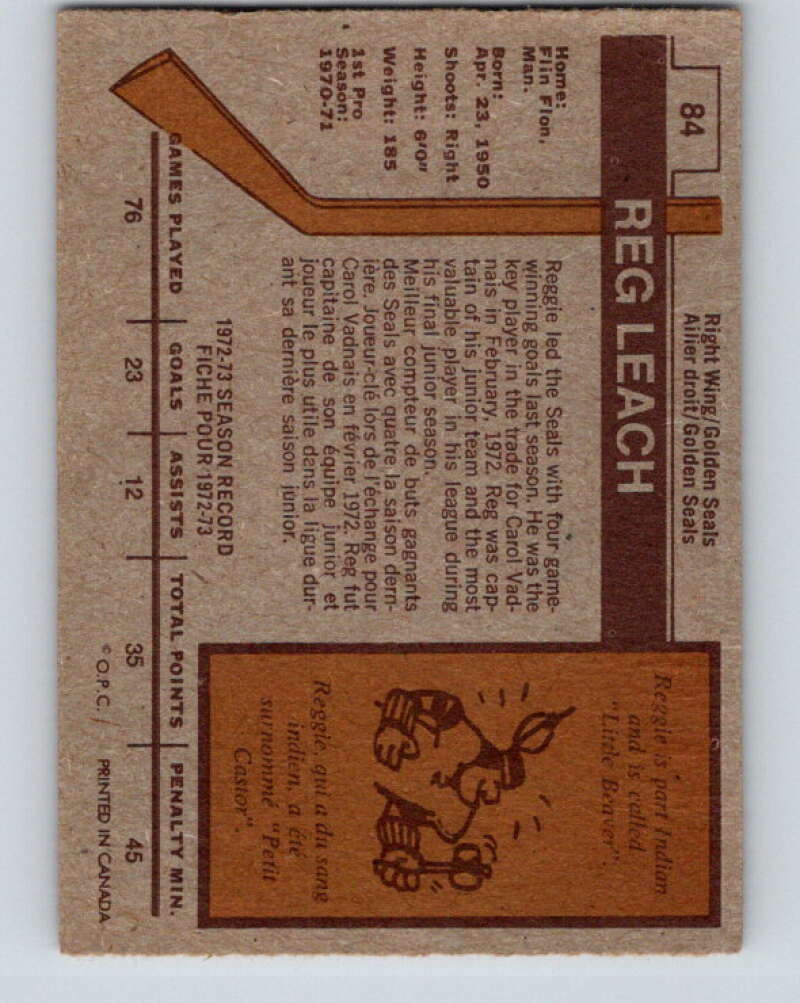 84
REG LEACH
Right Wing/Golden Seals
Ailier droit/Golden Seals
Home:
Flin Flon,
Man.
Born:
Apr. 23, 1950
Shoots: Right
Height: 6'0"
Weight: 185
1st Pro
Season:
1970-71
Reggie led the Seals with four game-
winning goals last season. He was the
key player in the trade for Carol Vad-
nais in February, 1972. Reg was cap-
tain of his junior team and the most
valuable player in his league during
his final junior season.
Meilleur compteur de buts gagnants
des Seals avec quatre la saison dern-
ière. Joueur-clé lors de l'échange pour
Carol Vadnais en février 1972. Reg fut
capitaine de son équipe junior et
joueur le plus utile dans la ligue dur-
ant sa dernière saison junior.
Reggie is part Indian
and is called
"Little Beaver".
Reggie, qui a du sang
indien, a été
surnommé "Petit
Castor".
1972-73 SEASON RECORD
FICHE POUR 1972-73
GAMES PLAYED GOALS ASSISTS TOTAL POINTS PENALTY MIN.
76 23 12 35 45
© O.P.C. PRINTED IN CANADA